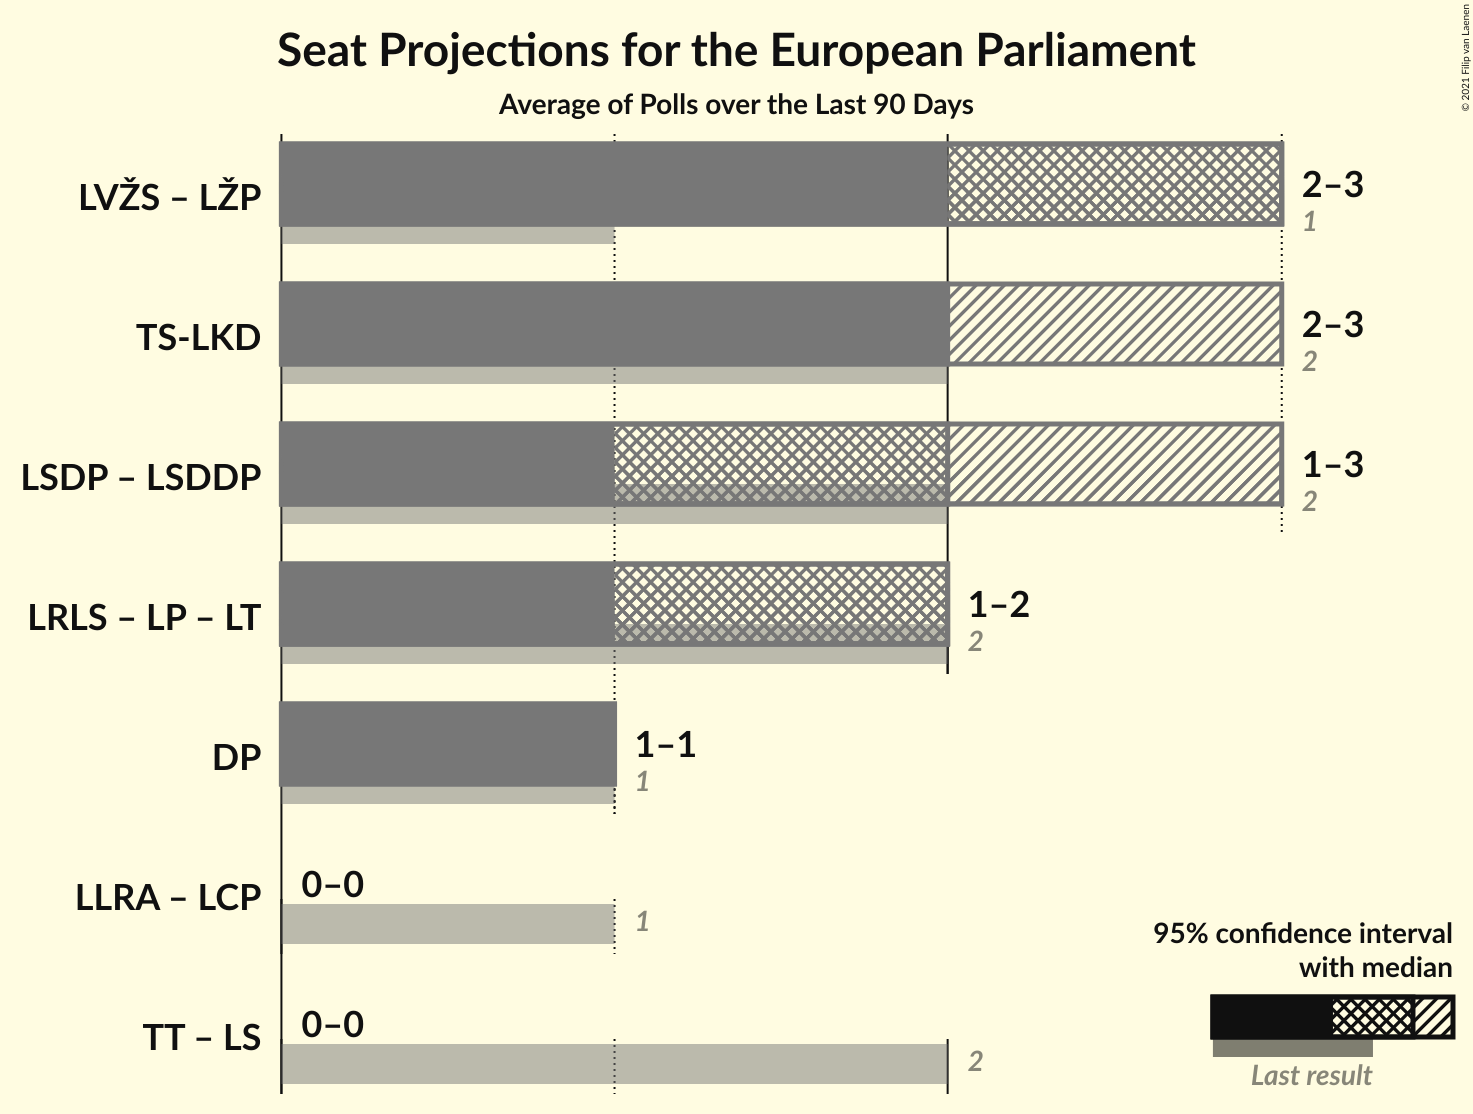 Seat Projections for the European Parliament
Average of Polls over the Last 90 Days
© 2021 Filip van Laenen
LVŽS – LŽP
2–3
1
TS-LKD
2–3
2
LSDP – LSDDP
1–3
2
LRLS – LP – LT
1–2
2
DP
1–1
1
LLRA – LCP
0–0
1
TT – LS
0–0
2
95% confidence interval
with median
Last result